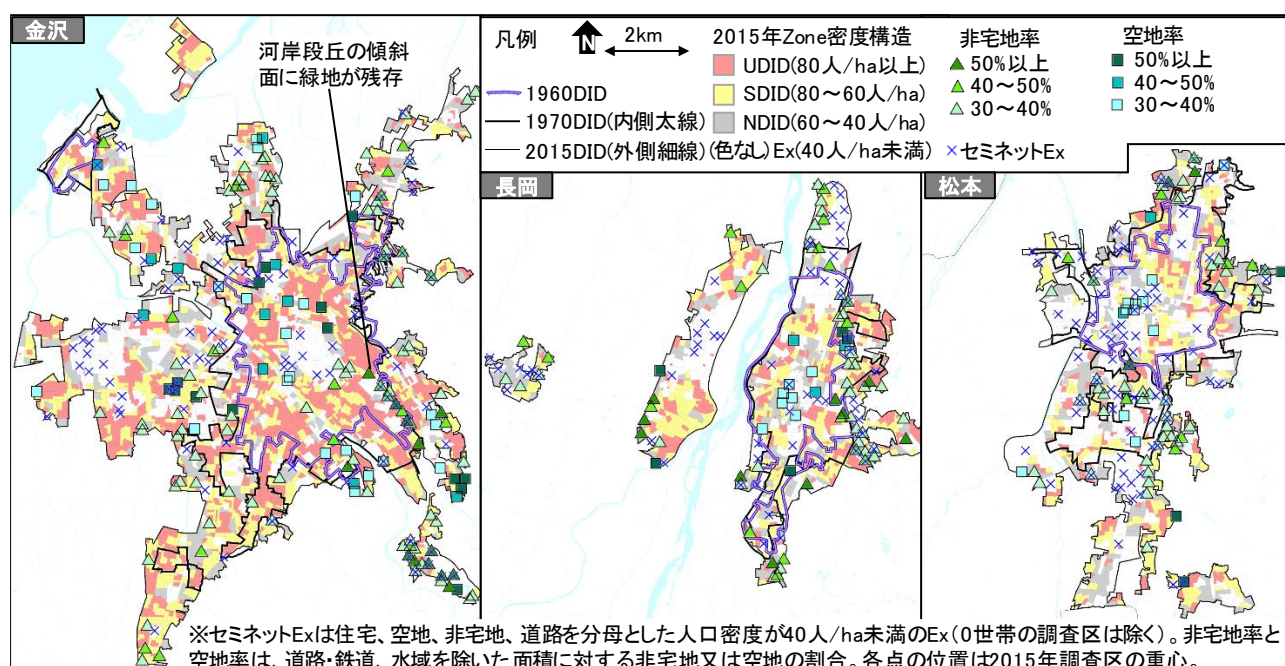 金沢
河岸段丘の傾斜
面に緑地が残存
凡例
N
2km
1960DID
1970DID(内側太線)
2015DID(外側細線)
2015年Zone密度構造
UDID(80人/ha以上)
SDID(80～60人/ha)
NDID(60～40人/ha)
(色なし)Ex(40人/ha未満)
非宅地率
50%以上
40～50%
30～40%
×セミネットEx
空地率
50%以上
40～50%
30～40%
長岡
松本
※セミネットExは住宅、空地、非宅地、道路を分母とした人口密度が40人/ha未満のEx(0世帯の調査区は除く)。非宅地率と
空地率は、道路・鉄道、水域を除いた面積に対する非宅地又は空地の割合。各点の位置は2015年調査区の重心。